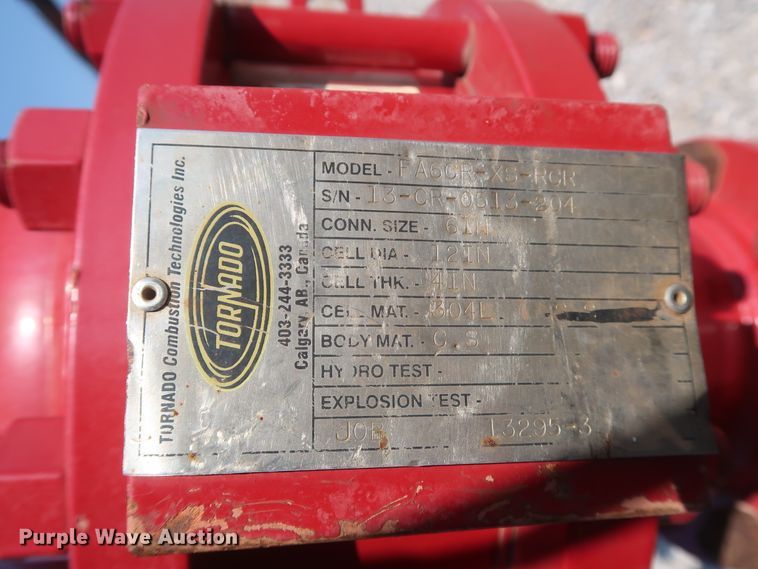 TORNADO Combustion Technologies Inc.
TORNADO
403-244-3333
Calgary, AB., Canada
MODEL - FA6CR-XS-RCR
S/N - 13-CR-0513-204
CONN. SIZE - 6IN
CELL DIA - 12IN
CELL THK. - 4IN
CELL MAT. - 304L
BODY MAT. - C.S
HYDRO TEST -
EXPLOSION TEST -
JOB 13295-3
Purple Wave Auction